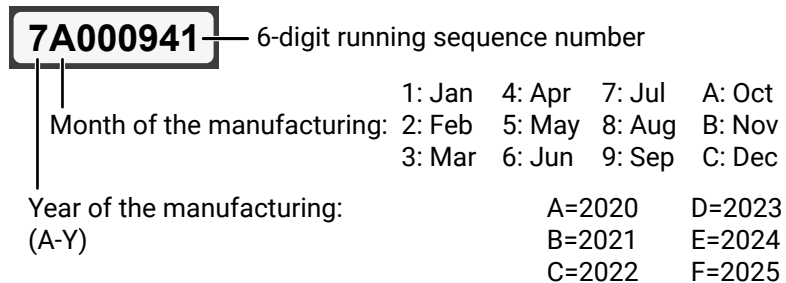 7A000941 6-digit running sequence number
1: Jan 4: Apr 7: Jul A: Oct
Month of the manufacturing: 2: Feb 5: May 8: Aug B: Nov
3: Mar 6: Jun 9: Sep C: Dec
Year of the manufacturing: A=2020 D=2023
(A-Y) B=2021 E=2024
C=2022 F=2025